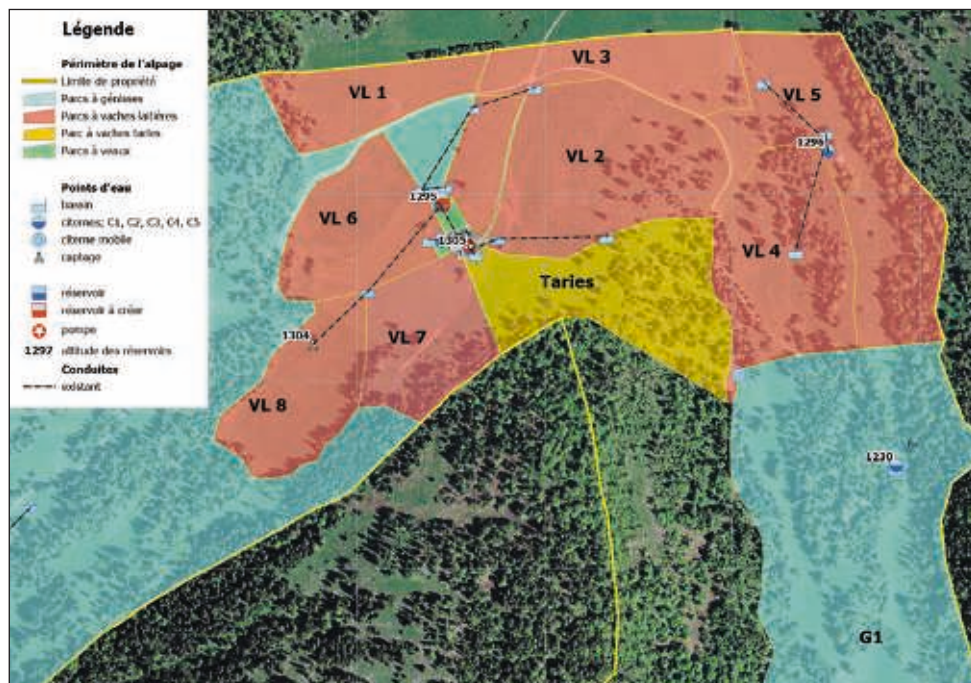 Légende
Périmètre de l'alpage
Limite de propriété
Parcs à génisses
Parcs à vaches laitières
Parc à vaches taries
Parcs à veaux
Points d'eau
bassin
citernes; C1, C2, C3, C4, C5
citerne mobile
captage
réservoir
réservoir à créer
pompe
1297 altitude des réservoirs
Conduites
existant
VL 1
VL 3
VL 5
VL 2
1296
1295
VL 6
1305
VL 4
Taries
1304
VL 7
VL 8
1230
G1